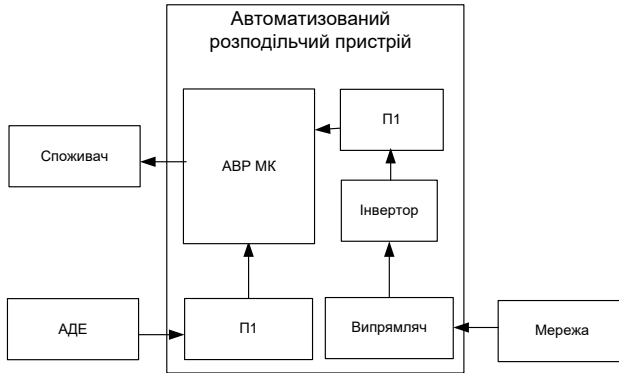 Автоматизований
розподільчий пристрій
П1
Споживач
АВР МК
Інвертор
АДЕ
П1
Випрямляч
Мережа